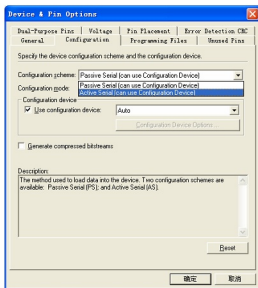 Device & Pin Options
Dual-Purpose Pins | Voltage | Pin Placement | Error Detection CRC
General | Configuration | Programming Files | Unused Pins
Specify the device configuration scheme and the configuration device.
Configuration scheme: Passive Serial (can use Configuration Device)
Passive Serial (can use Configuration Device)
Configuration mode: Active Serial (can use Configuration Device)
Configuration device
Use configuration device: Auto
Configuration Device Options...
Generate compressed bitstreams
Description:
The method used to load data into the device. Two configuration schemes are
available: Passive Serial (PS); and Active Serial (AS).
Reset
确定 取消